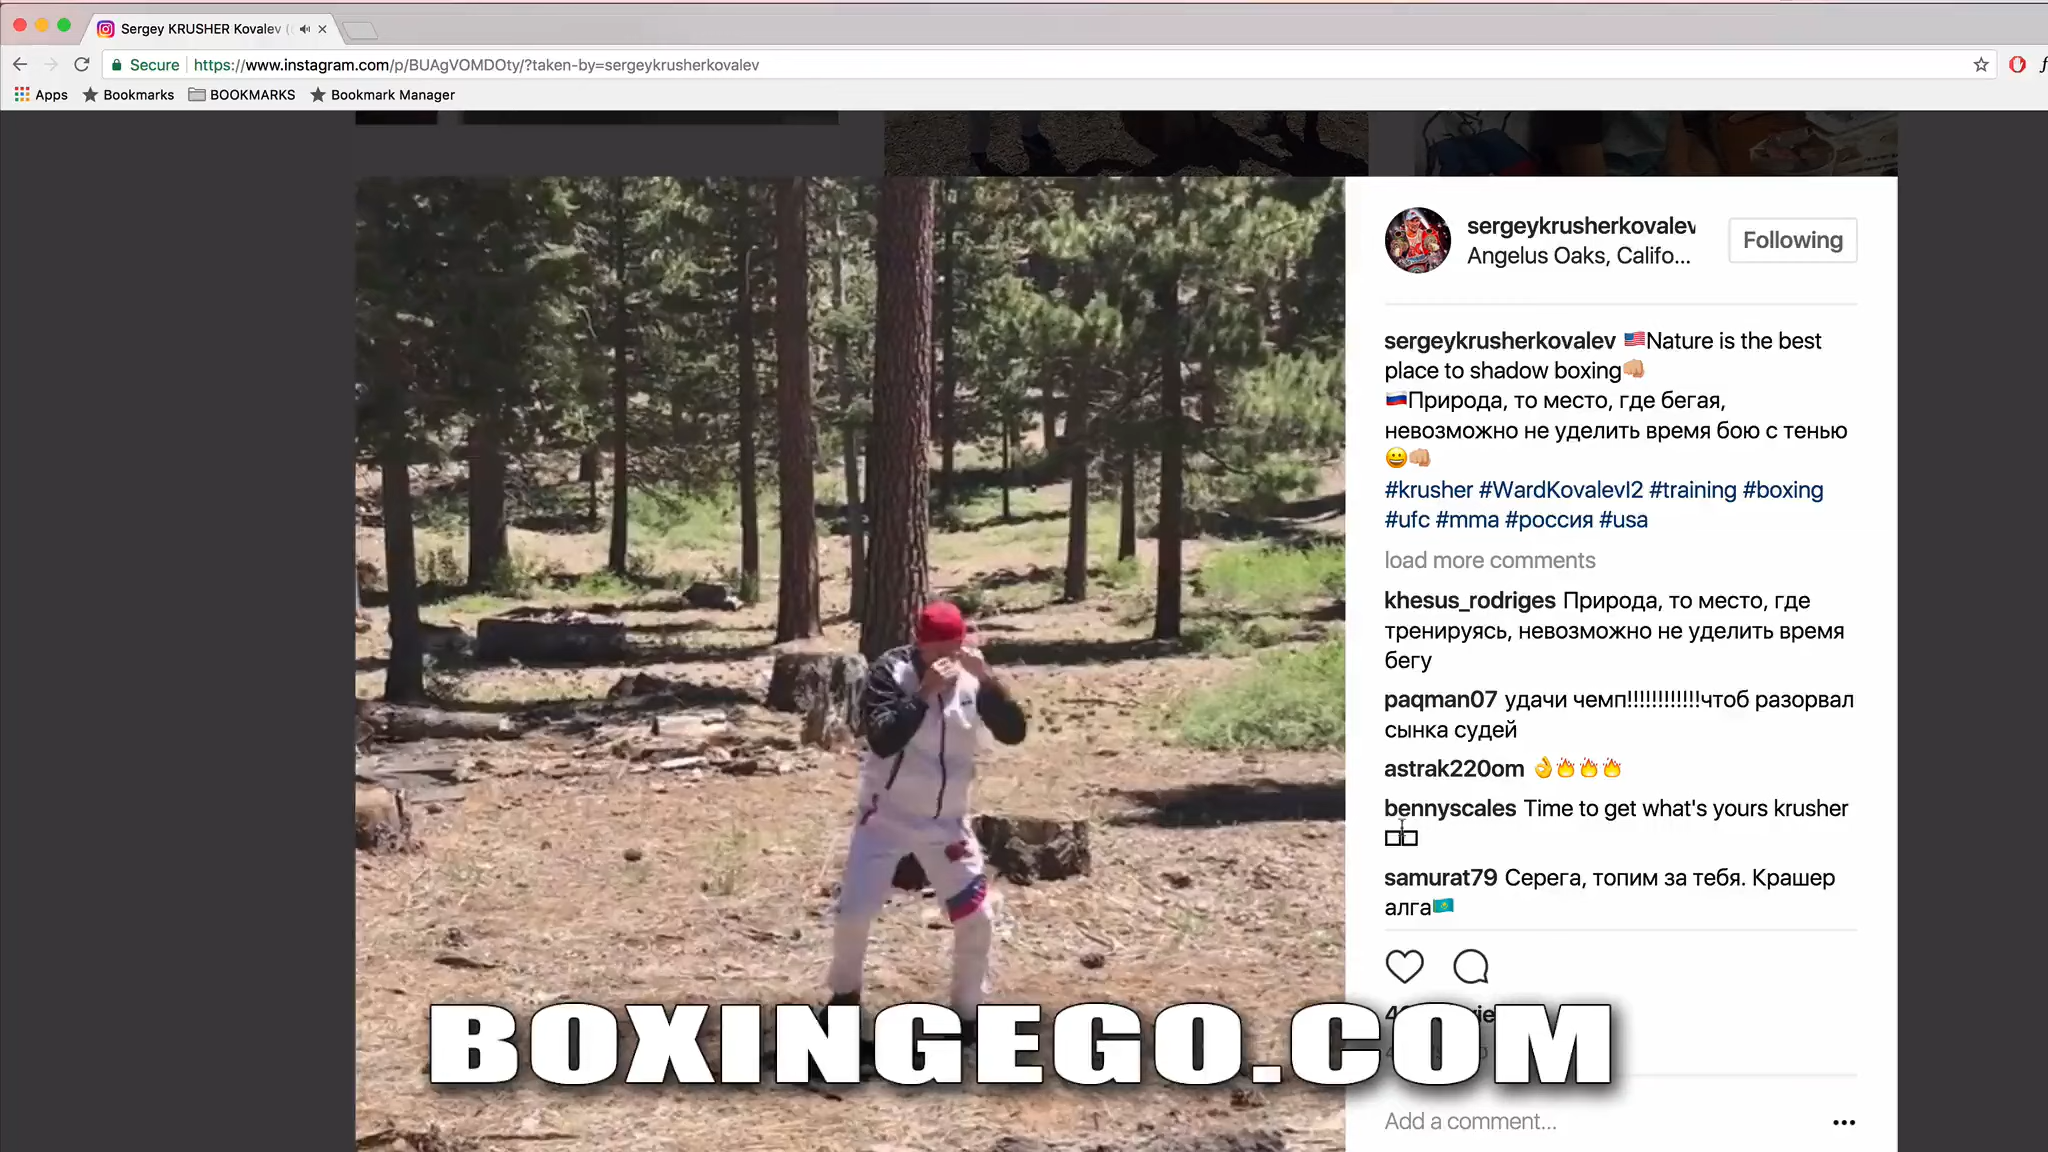 Sergey KRUSHER Kovalev (
Secure
https://www.instagram.com/p/BUAgVOMDOty/?taken-by=sergeykrusherkovalev
Apps
Bookmarks
BOOKMARKS
Bookmark Manager
sergeykrusherkovalev
Angelus Oaks, Califo...
Following
sergeykrusherkovalev 🇺🇸Nature is the best
place to shadow boxing👊🏼
🇷🇺Природа, то место, где бегая,
невозможно не уделить время бою с тенью
😀👊🏼
#krusher #WardKovalevI2 #training #boxing
#ufc #mma #россия #usa
load more comments
khesus_rodriges Природа, то место, где
тренируясь, невозможно не уделить время
бегу
paqman07 удачи чемп!!!!!!!!!!!!чтоб разорвал
сынка судей
astrak220om 👌🔥🔥🔥
bennyscales Time to get what's yours krusher
samurat79 Серега, топим за тебя. Крашер
алга🇰🇿
BOXINGEGO.COM
Add a comment...